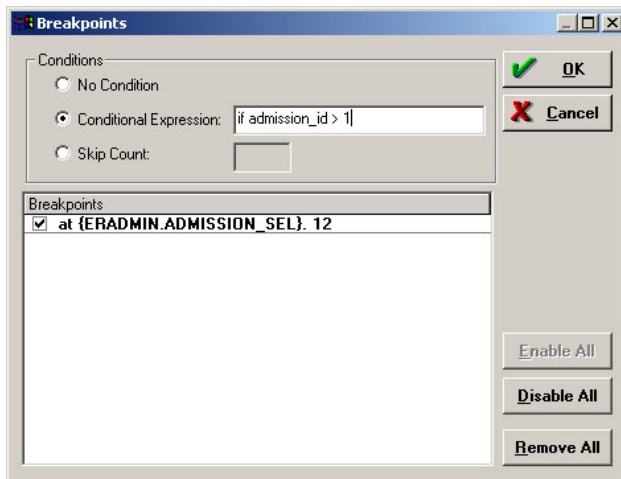 Breakpoints
Conditions
No Condition
Conditional Expression: if admission_id > 1
Skip Count:
OK
Cancel
Breakpoints
at {ERADMIN.ADMISSION_SEL}. 12
Enable All
Disable All
Remove All